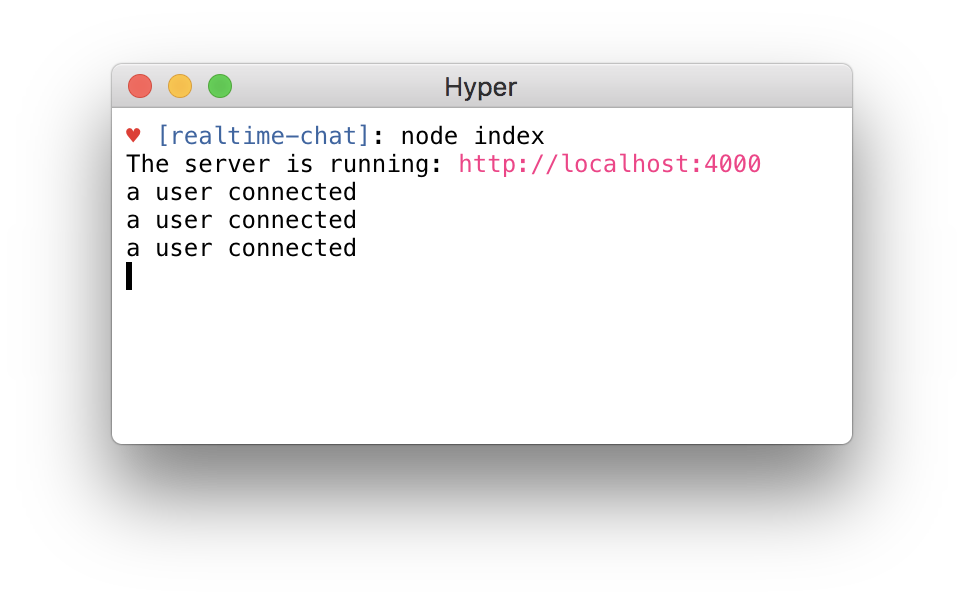 Hyper
♥ [realtime-chat]: node index
The server is running: http://localhost:4000
a user connected
a user connected
a user connected